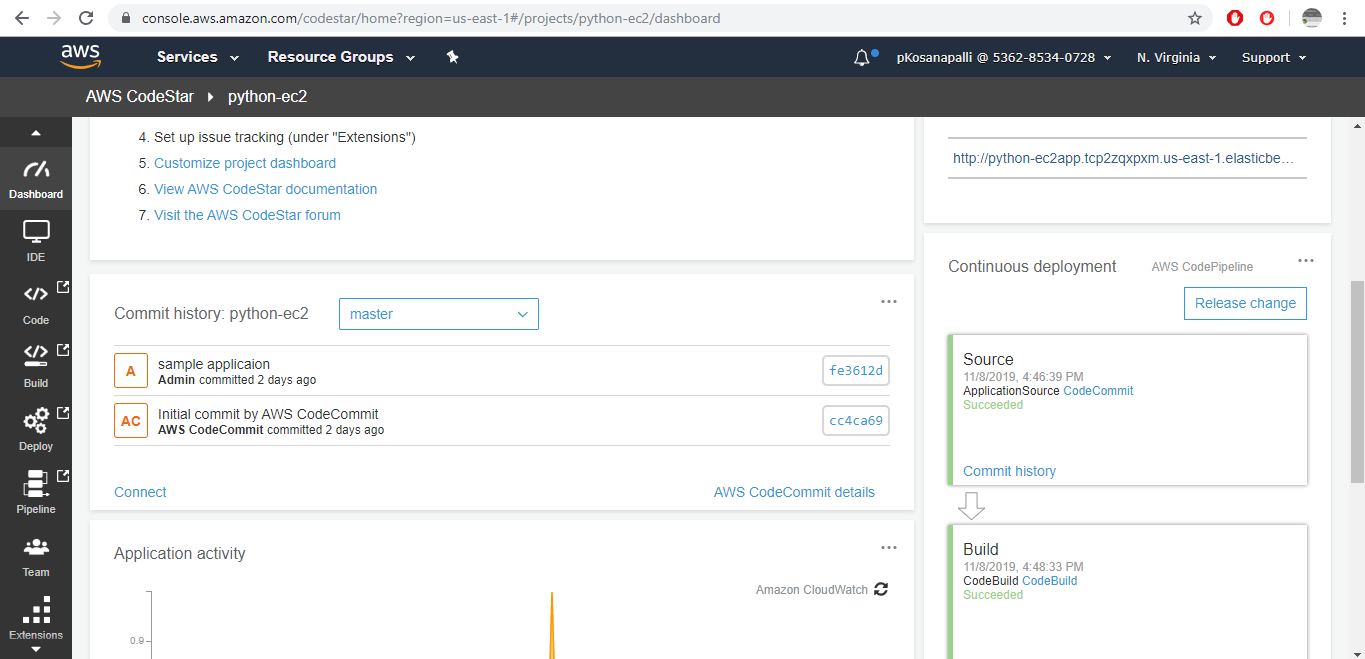 console.aws.amazon.com/codestar/home?region=us-east-1#/projects/python-ec2/dashboard
aws
Services
Resource Groups
pKosanapalli @ 5362-8534-0728
N. Virginia
Support
AWS CodeStar
python-ec2
Dashboard
IDE
Code
Build
Deploy
Pipeline
Team
Extensions
4. Set up issue tracking (under "Extensions")
5. Customize project dashboard
6. View AWS CodeStar documentation
7. Visit the AWS CodeStar forum
Commit history: python-ec2
master
A
sample applicaion
Admin committed 2 days ago
fe3612d
AC
Initial commit by AWS CodeCommit
AWS CodeCommit committed 2 days ago
cc4ca69
Connect
AWS CodeCommit details
Application activity
Amazon CloudWatch
0.9
http://python-ec2app.tcp2zqxpxm.us-east-1.elasticbe…
Continuous deployment
AWS CodePipeline
Release change
Source
11/8/2019, 4:46:39 PM
ApplicationSource CodeCommit
Succeeded
Commit history
Build
11/8/2019, 4:48:33 PM
CodeBuild CodeBuild
Succeeded